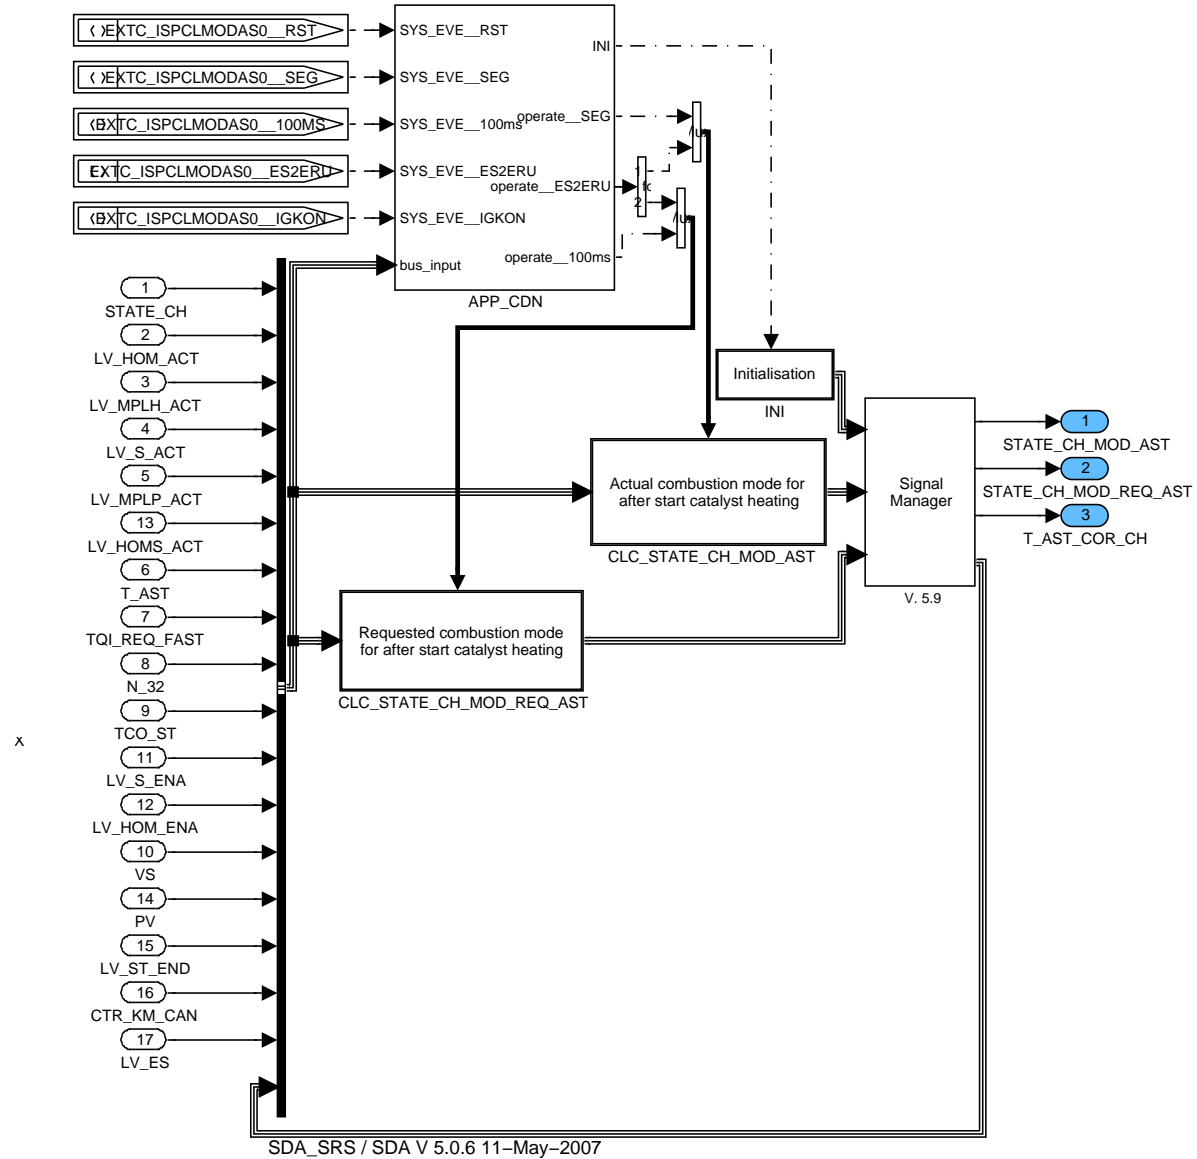 EXTC_ISPCLMODAS0__RST
EXTC_ISPCLMODAS0__SEG
EXTC_ISPCLMODAS0__100MS
EXTC_ISPCLMODAS0__ES2ERU
EXTC_ISPCLMODAS0__IGKON
SYS_EVE__RST
SYS_EVE__SEG
SYS_EVE__100ms
SYS_EVE__ES2ERU
SYS_EVE__IGKON
bus_input
INI
operate__SEG
operate__ES2ERU
operate__100ms
APP_CDN
1
2
1
STATE_CH
2
LV_HOM_ACT
3
LV_MPLH_ACT
4
LV_S_ACT
5
LV_MPLP_ACT
13
LV_HOMS_ACT
6
T_AST
7
TQI_REQ_FAST
8
N_32
9
TCO_ST
11
LV_S_ENA
12
LV_HOM_ENA
10
VS
14
PV
15
LV_ST_END
16
CTR_KM_CAN
17
LV_ES
x
Initialisation
INI
Actual combustion mode for
after start catalyst heating
CLC_STATE_CH_MOD_AST
Requested combustion mode
for after start catalyst heating
CLC_STATE_CH_MOD_REQ_AST
Signal
Manager
V. 5.9
1
STATE_CH_MOD_AST
2
STATE_CH_MOD_REQ_AST
3
T_AST_COR_CH
SDA_SRS / SDA V 5.0.6 11–May–2007